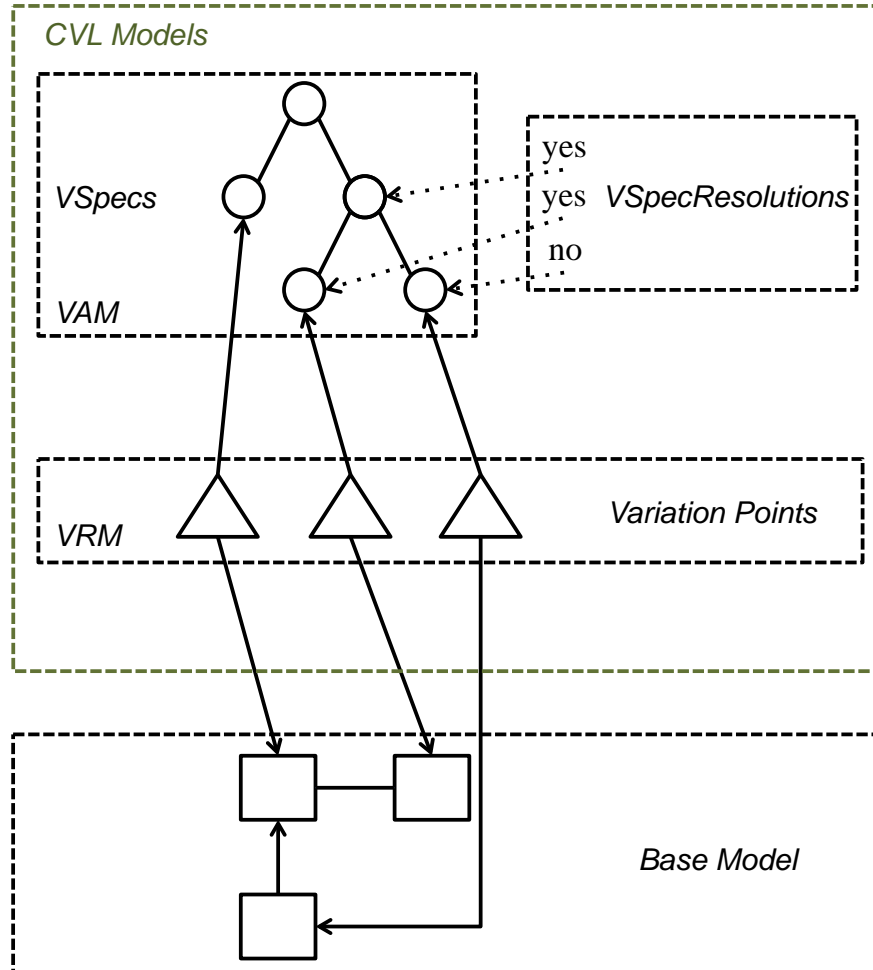 CVL Models
yes
VSpecs
yes
VSpecResolutions
no
VAM
Variation Points
VRM
Base Model